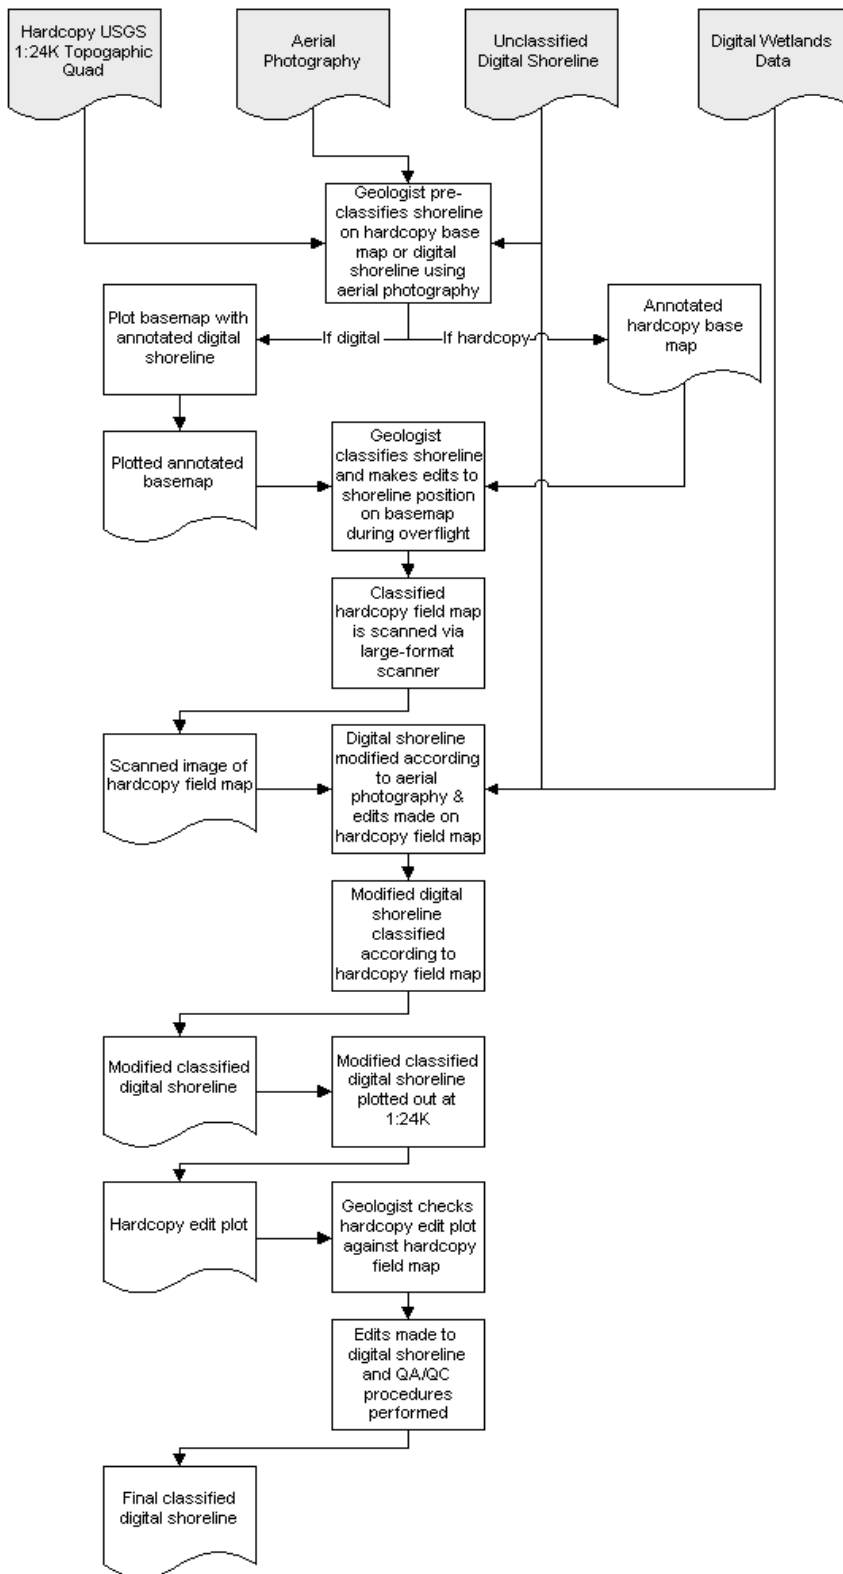 Hardcopy USGS
1:24K Topogaphic
Quad
Aerial
Photography
Unclassified
Digital Shoreline
Digital Wetlands
Data
Geologist pre-
classifies shoreline
on hardcopy base
map or digital
shoreline using
aerial photography
Plot basemap with
annotated digital
shoreline
If digital
If hardcopy
Annotated
hardcopy base
map
Plotted annotated
basemap
Geologist
classifies shoreline
and makes edits to
shoreline position
on basemap
during overflight
Classified
hardcopy field map
is scanned via
large-format
scanner
Scanned image of
hardcopy field map
Digital shoreline
modified according
to aerial
photography &
edits made on
hardcopy field map
Modified digital
shoreline
classified
according to
hardcopy field map
Modified classified
digital shoreline
Modified classified
digital shoreline
plotted out at
1:24K
Hardcopy edit plot
Geologist checks
hardcopy edit plot
against hardcopy
field map
Edits made to
digital shoreline
and QA/QC
procedures
performed
Final classified
digital shoreline